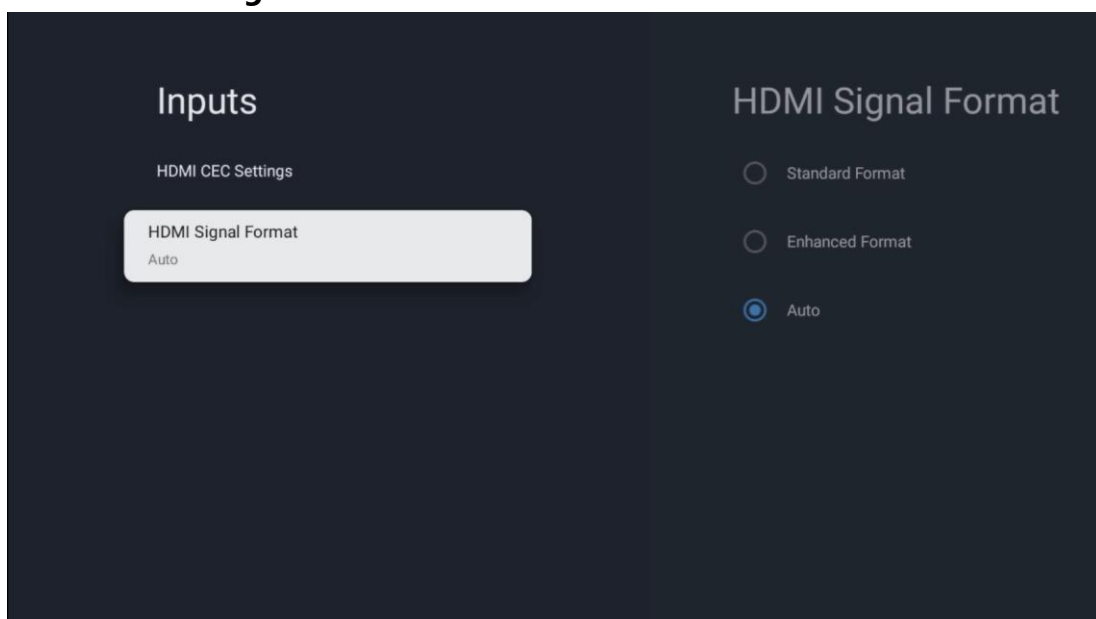 Inputs
HDMI CEC Settings
HDMI Signal Format
Auto
HDMI Signal Format
Standard Format
Enhanced Format
Auto